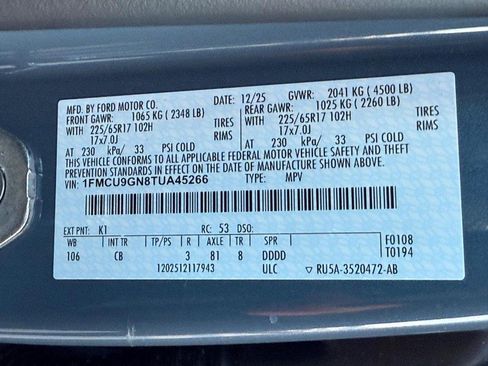 MFD. BY FORD MOTOR CO. 12/25 GVWR: 2041 KG ( 4500 LB)
FRONT GAWR: 1065 KG ( 2348 LB) REAR GAWR: 1025 KG ( 2260 LB)
WITH 225/65R17 102H TIRES WITH 225/65R17 102H TIRES
17x7.0J RIMS 17x7.0J RIMS
AT 230 kPa/ 33 PSI COLD AT 230 kPa/ 33 PSI COLD
THIS VEHICLE CONFORMS TO ALL APPLICABLE FEDERAL MOTOR VEHICLE SAFETY AND THEFT PREVENTION STANDARDS IN EFFECT ON THE DATE OF MANUFACTURE SHOWN ABOVE.
VIN: 1FMCU9GN8TUA45266 TYPE: MPV
EXT PNT: K1 RC: 53 DSO:
WB INT TR TP/PS R AXLE TR SPR F0108
106 CB 3 81 8 DDDD T0194
1202512117943 ULC ▽ RU5A-3520472-AB